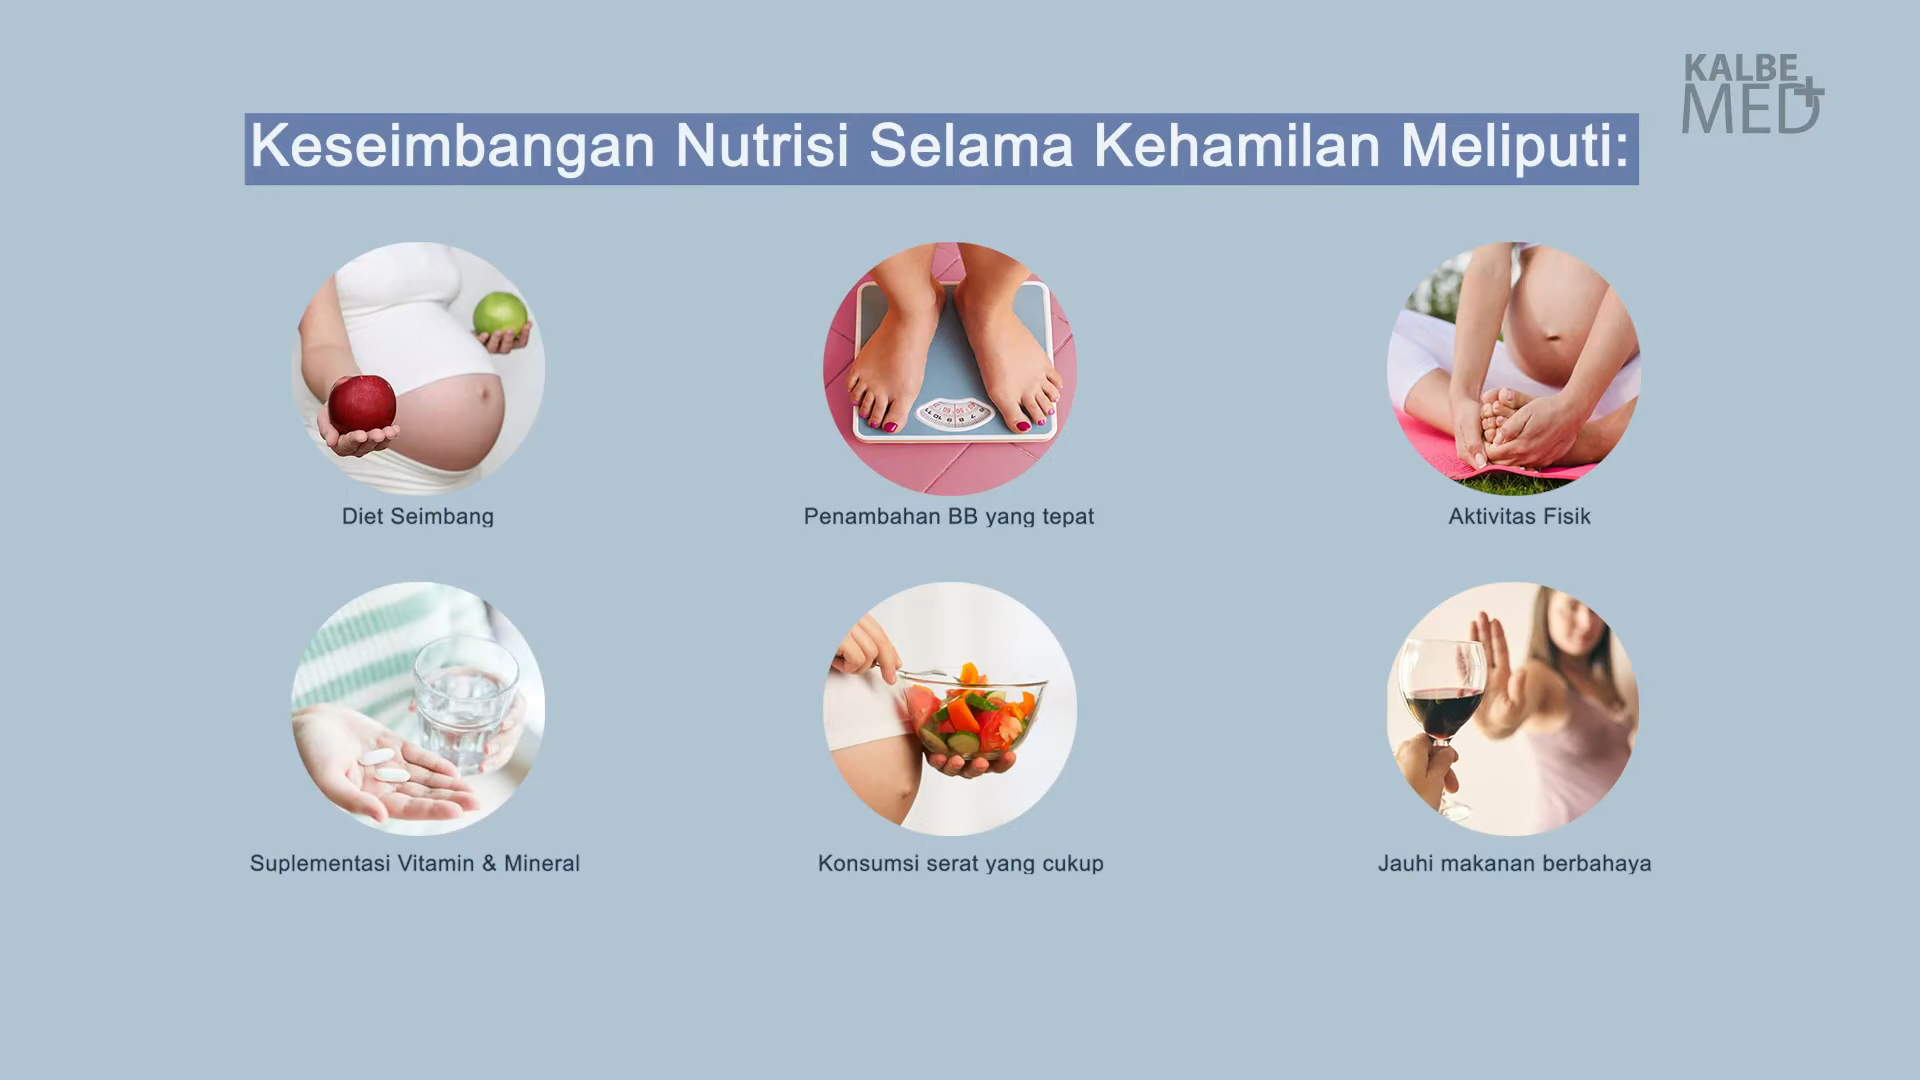 KALBE
MED+
Keseimbangan Nutrisi Selama Kehamilan Meliputi:
Diet Seimbang
Penambahan BB yang tepat
Aktivitas Fisik
Suplementasi Vitamin & Mineral
Konsumsi serat yang cukup
Jauhi makanan berbahaya